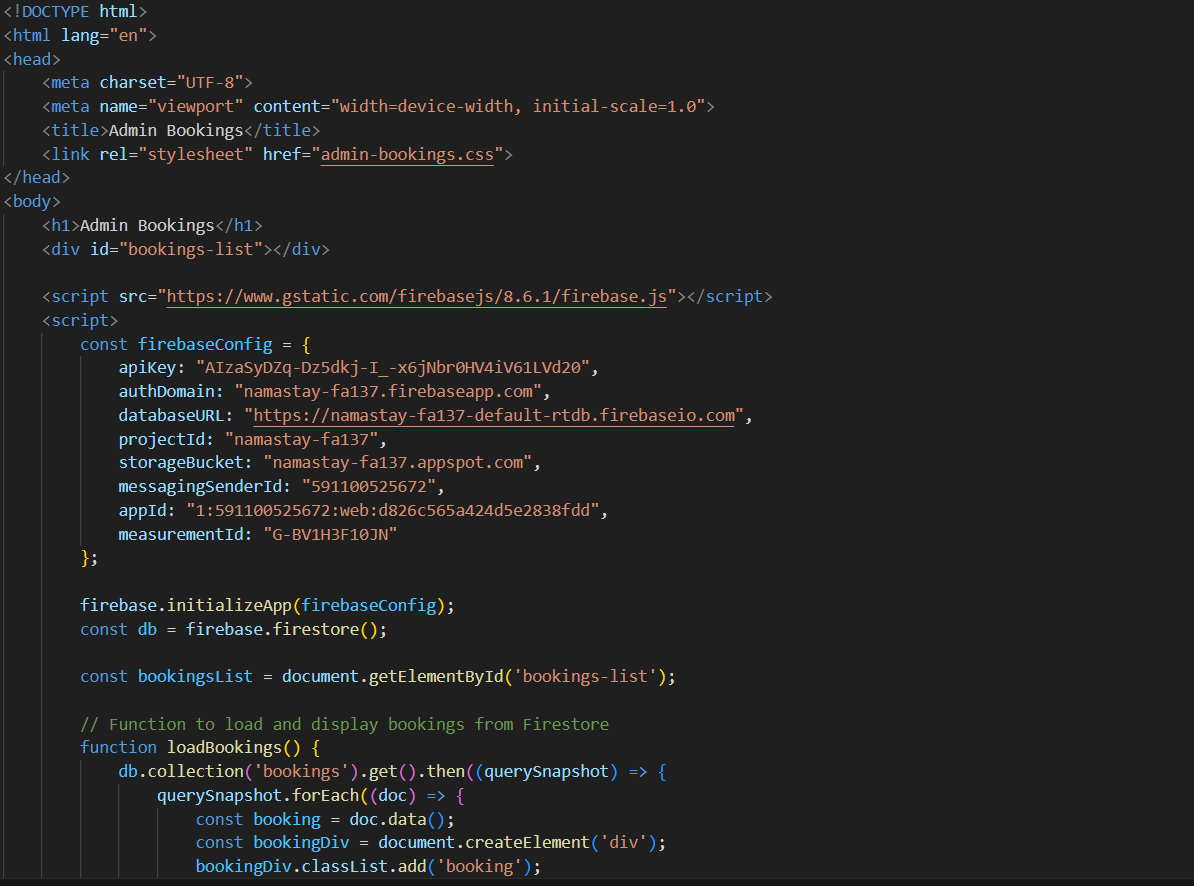 <!DOCTYPE html>
<html lang="en">
<head>
    <meta charset="UTF-8">
    <meta name="viewport" content="width=device-width, initial-scale=1.0">
    <title>Admin Bookings</title>
    <link rel="stylesheet" href="admin-bookings.css">
</head>
<body>
    <h1>Admin Bookings</h1>
    <div id="bookings-list"></div>

    <script src="https://www.gstatic.com/firebasejs/8.6.1/firebase.js"></script>
    <script>
        const firebaseConfig = {
            apiKey: "AIzaSyDZq-Dz5dkj-I_-x6jNbr0HV4iV61LVd20",
            authDomain: "namastay-fa137.firebaseapp.com",
            databaseURL: "https://namastay-fa137-default-rtdb.firebaseio.com",
            projectId: "namastay-fa137",
            storageBucket: "namastay-fa137.appspot.com",
            messagingSenderId: "591100525672",
            appId: "1:591100525672:web:d826c565a424d5e2838fdd",
            measurementId: "G-BV1H3F10JN"
        };

        firebase.initializeApp(firebaseConfig);
        const db = firebase.firestore();

        const bookingsList = document.getElementById('bookings-list');

        // Function to load and display bookings from Firestore
        function loadBookings() {
            db.collection('bookings').get().then((querySnapshot) => {
                querySnapshot.forEach((doc) => {
                    const booking = doc.data();
                    const bookingDiv = document.createElement('div');
                    bookingDiv.classList.add('booking');